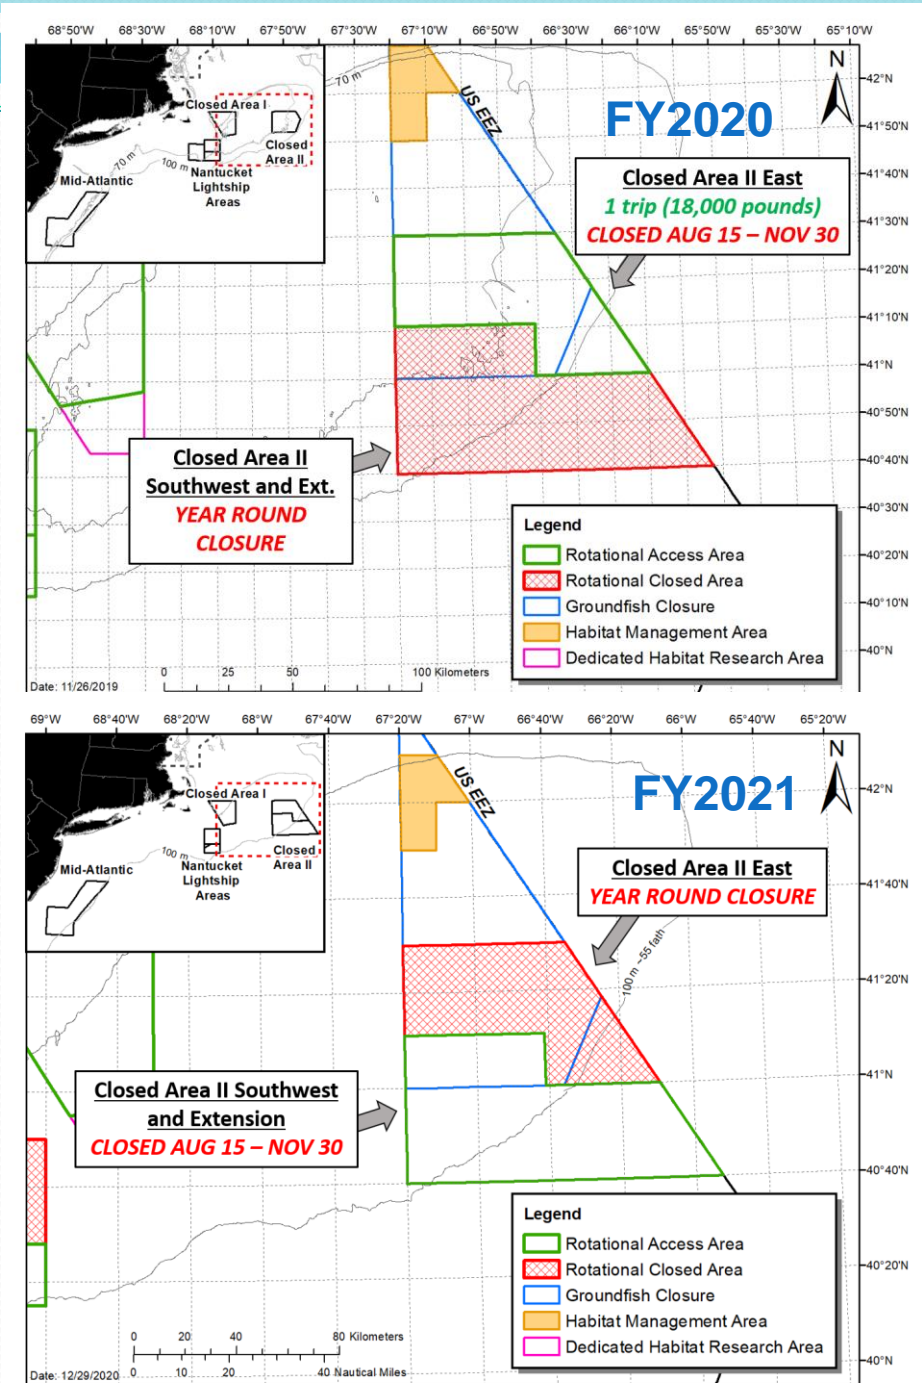 68°50'W 68°30'W 68°10'W 67°50'W 67°30'W 67°10'W 66°50'W 66°30'W 66°10'W 65°50'W 65°30'W 65°10'W 65°0'W
Closed Area I
Closed
Area II
Nantucket
Lightship
Areas
Mid-Atlantic
70 m
100 m
70 m
US EEZ
FY2020
N
42°N
41°50'N
41°40'N
41°30'N
41°20'N
41°10'N
41°N
40°50'N
40°40'N
40°30'N
40°20'N
40°10'N
40°N
Closed Area II East
1 trip (18,000 pounds)
CLOSED AUG 15 – NOV 30
Closed Area II
Southwest and Ext.
YEAR ROUND
CLOSURE
Legend
Rotational Access Area
Rotational Closed Area
Groundfish Closure
Habitat Management Area
Dedicated Habitat Research Area
0 25 50 100 Kilometers
Date: 11/26/2019
69°W 68°40'W 68°20'W 68°W 67°40'W 67°20'W 67°W 66°40'W 66°20'W 66°W 65°40'W 65°20'W
Closed Area I
Closed
Area II
Nantucket
Lightship
Areas
Mid-Atlantic
100 m
US EEZ
FY2021
N
42°N
41°40'N
41°20'N
41°N
40°40'N
40°20'N
40°N
Closed Area II East
YEAR ROUND CLOSURE
100 m ~55 fath
Closed Area II Southwest
and Extension
CLOSED AUG 15 – NOV 30
Legend
Rotational Access Area
Rotational Closed Area
Groundfish Closure
Habitat Management Area
Dedicated Habitat Research Area
0 20 40 80 Kilometers
0 10 20 40 Nautical Miles
Date: 12/29/2020